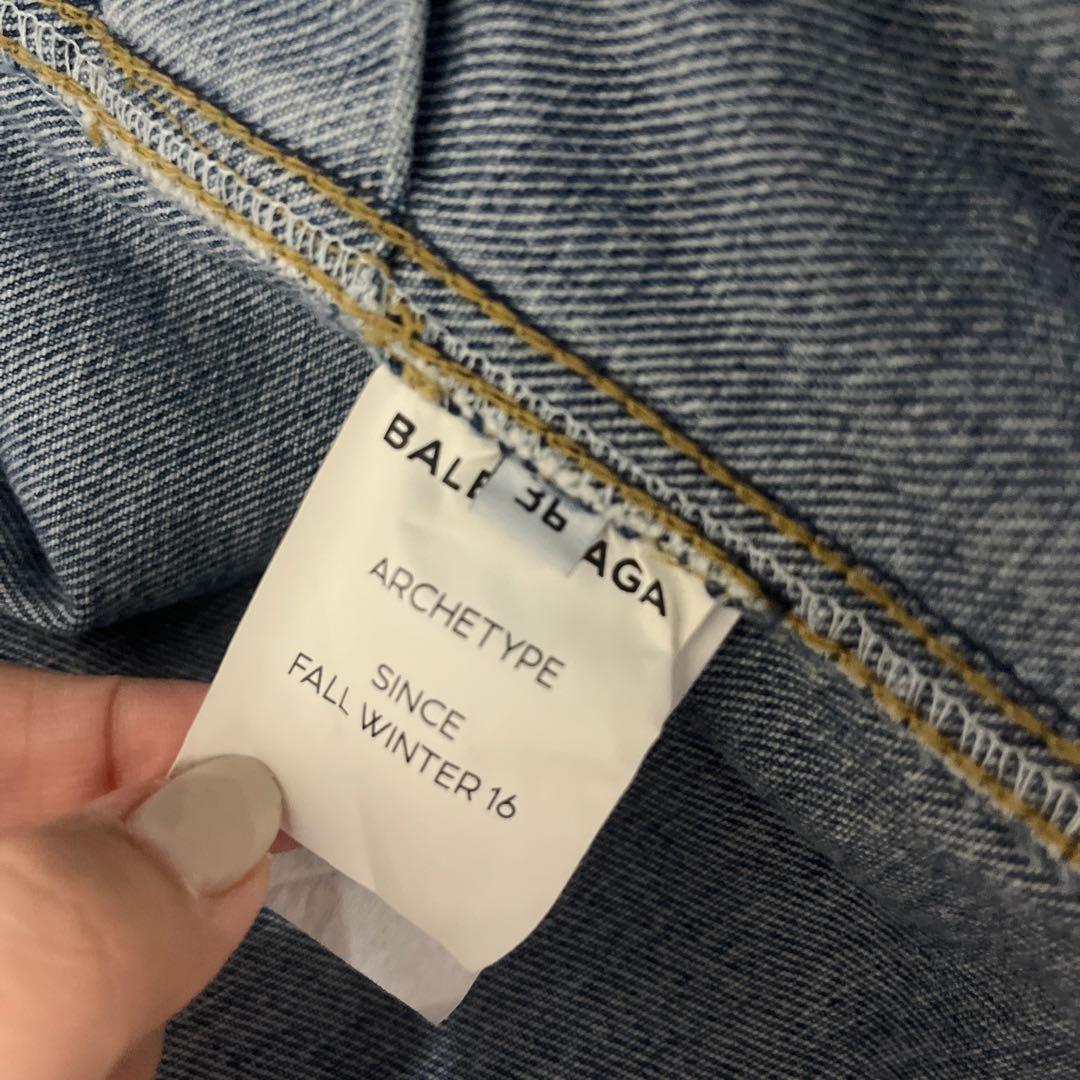 BALE
36
AGA
ARCHETYPE
SINCE
FALL WINTER 16